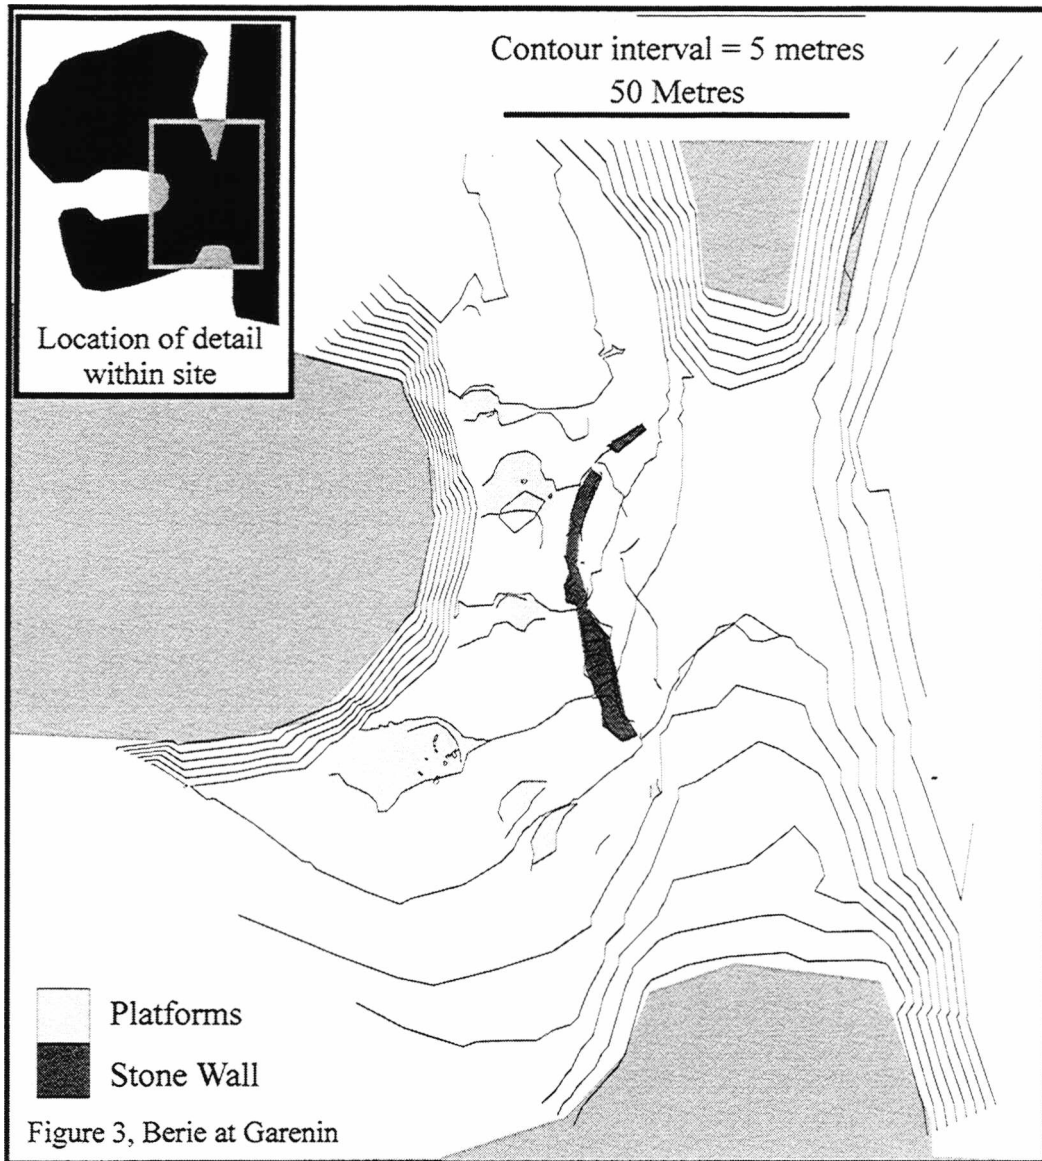 Contour interval = 5 metres
50 Metres
Location of detail
within site
Platforms
Stone Wall
Figure 3, Berie at Garenin